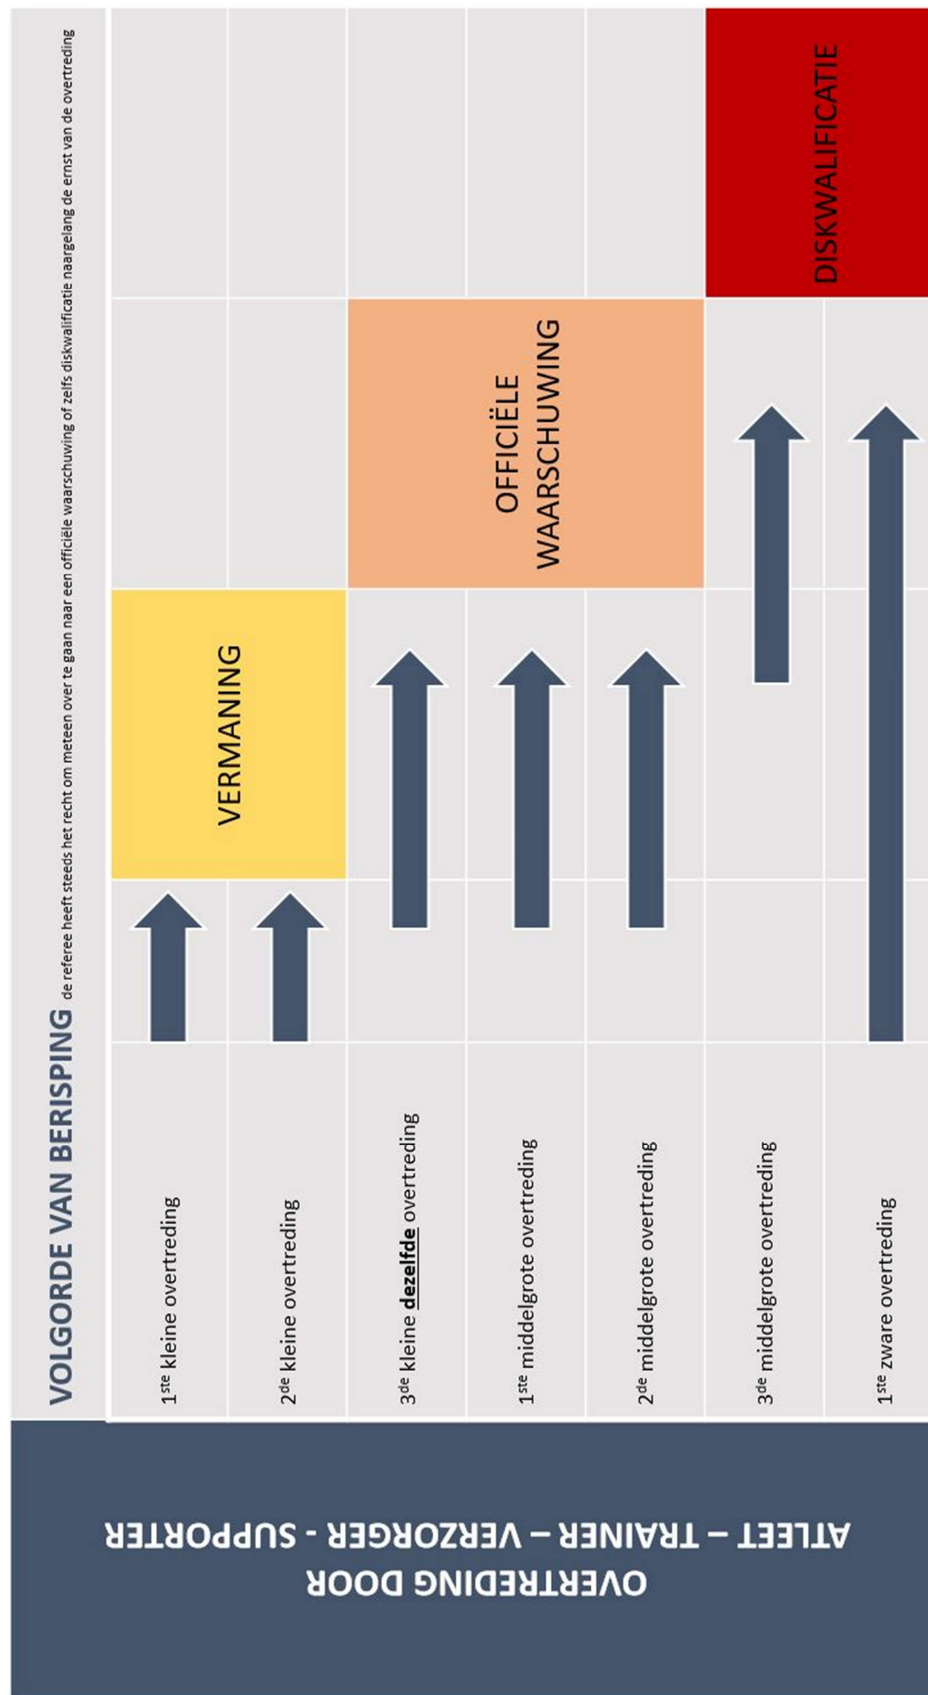 OVERTREDING DOOR
ATLEET – TRAINER – VERZORGER - SUPPORTER
VOLGORDE VAN BERISPING de referee heeft steeds het recht om meteen over te gaan naar een officiële waarschuwing of zelfs diskwalificatie naargelang de ernst van de overtreding
1ste kleine overtreding
2de kleine overtreding
VERMANING
3de kleine dezelfde overtreding
1ste middelgrote overtreding
2de middelgrote overtreding
OFFICIËLE
WAARSCHUWING
3de middelgrote overtreding
1ste zware overtreding
DISKWALIFICATIE